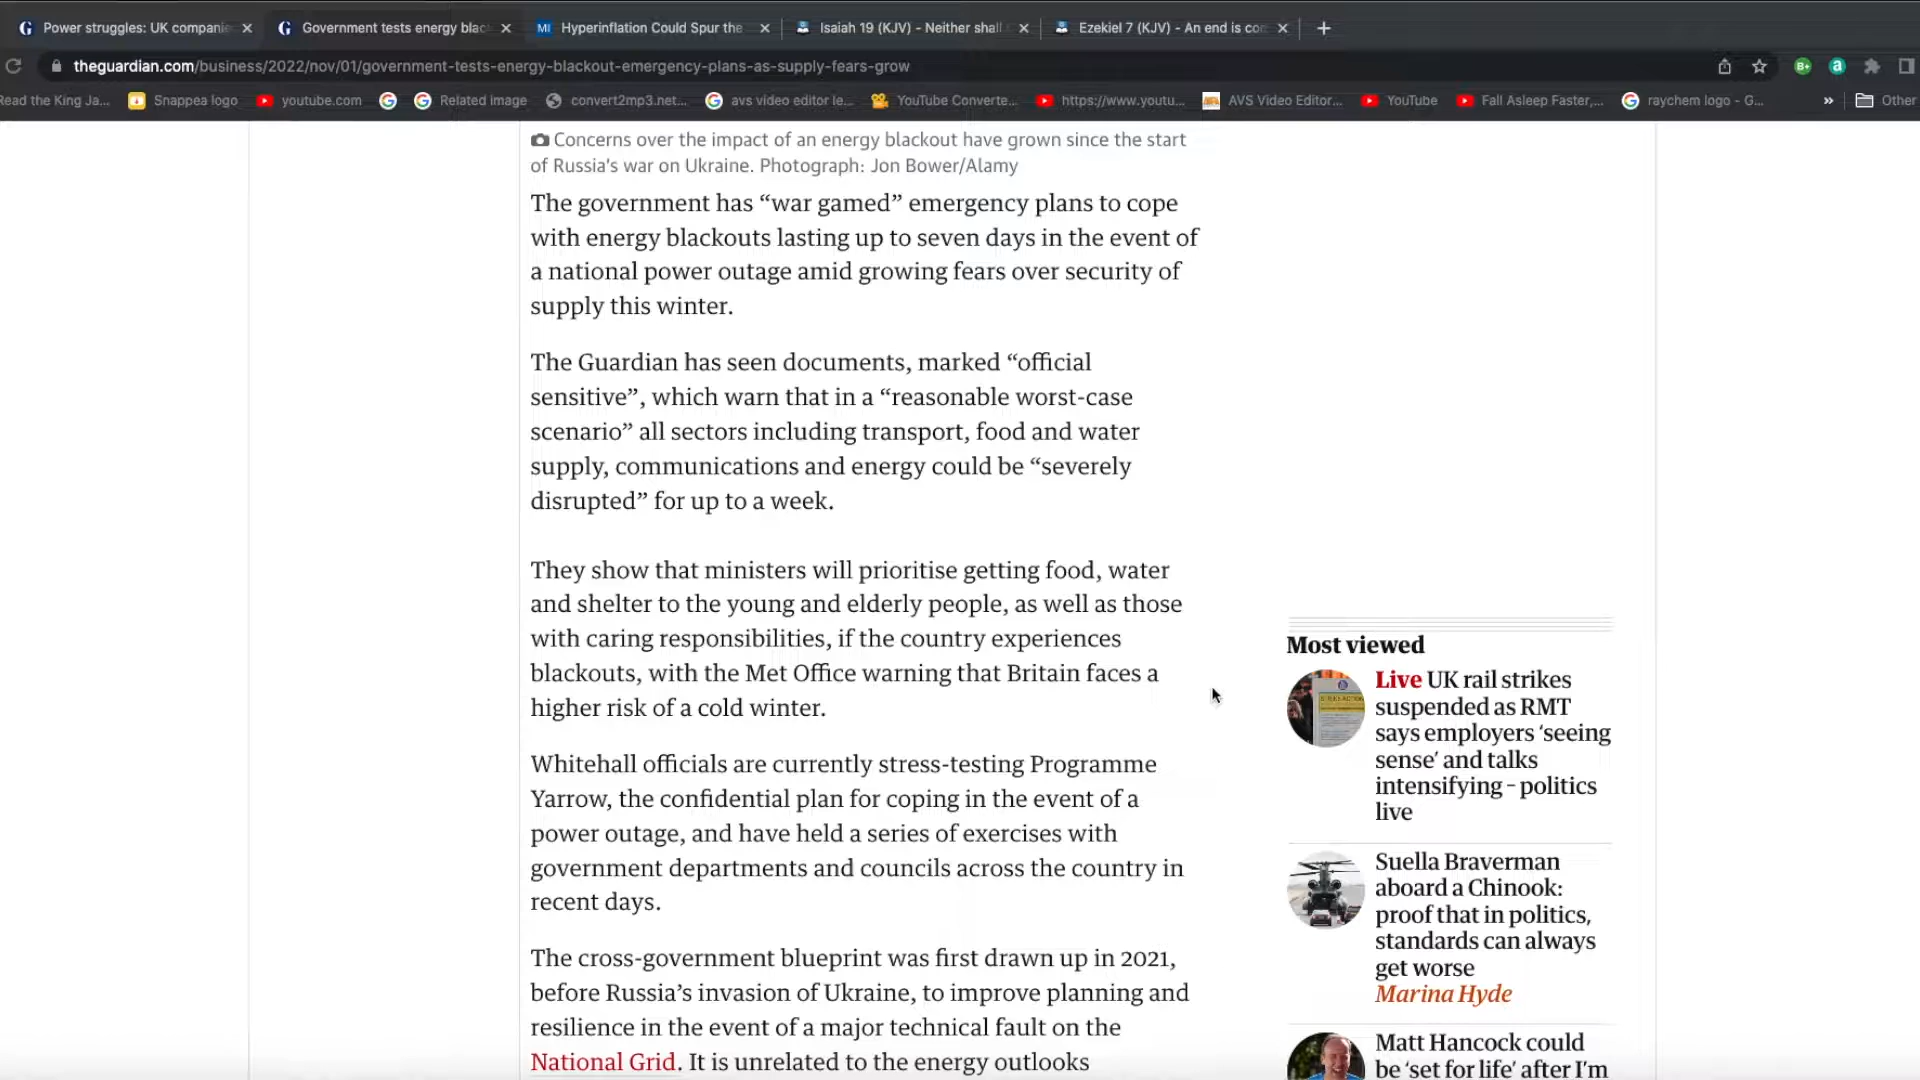 Power struggles: UK companie
Government tests energy blac
Hyperinflation Could Spur the
Isaiah 19 (KJV) - Neither shall
Ezekiel 7 (KJV) - An end is co
theguardian.com/business/2022/nov/01/government-tests-energy-blackout-emergency-plans-as-supply-fears-grow
Read the King Ja...
Snappea logo
youtube.com
Related image
convert2mp3.net...
avs video editor le...
YouTube Converte...
https://www.youtu...
AVS Video Editor...
YouTube
Fall Asleep Faster,...
raychem logo - G...
»
Other
Concerns over the impact of an energy blackout have grown since the start
of Russia's war on Ukraine. Photograph: Jon Bower/Alamy
The government has “war gamed” emergency plans to cope
with energy blackouts lasting up to seven days in the event of
a national power outage amid growing fears over security of
supply this winter.
The Guardian has seen documents, marked “official
sensitive”, which warn that in a “reasonable worst-case
scenario” all sectors including transport, food and water
supply, communications and energy could be “severely
disrupted” for up to a week.
They show that ministers will prioritise getting food, water
and shelter to the young and elderly people, as well as those
with caring responsibilities, if the country experiences
blackouts, with the Met Office warning that Britain faces a
higher risk of a cold winter.
Whitehall officials are currently stress-testing Programme
Yarrow, the confidential plan for coping in the event of a
power outage, and have held a series of exercises with
government departments and councils across the country in
recent days.
The cross-government blueprint was first drawn up in 2021,
before Russia’s invasion of Ukraine, to improve planning and
resilience in the event of a major technical fault on the
National Grid. It is unrelated to the energy outlooks
Most viewed
Live UK rail strikes
suspended as RMT
says employers ‘seeing
sense’ and talks
intensifying – politics
live
Suella Braverman
aboard a Chinook:
proof that in politics,
standards can always
get worse
Marina Hyde
Matt Hancock could
be ‘set for life’ after I’m